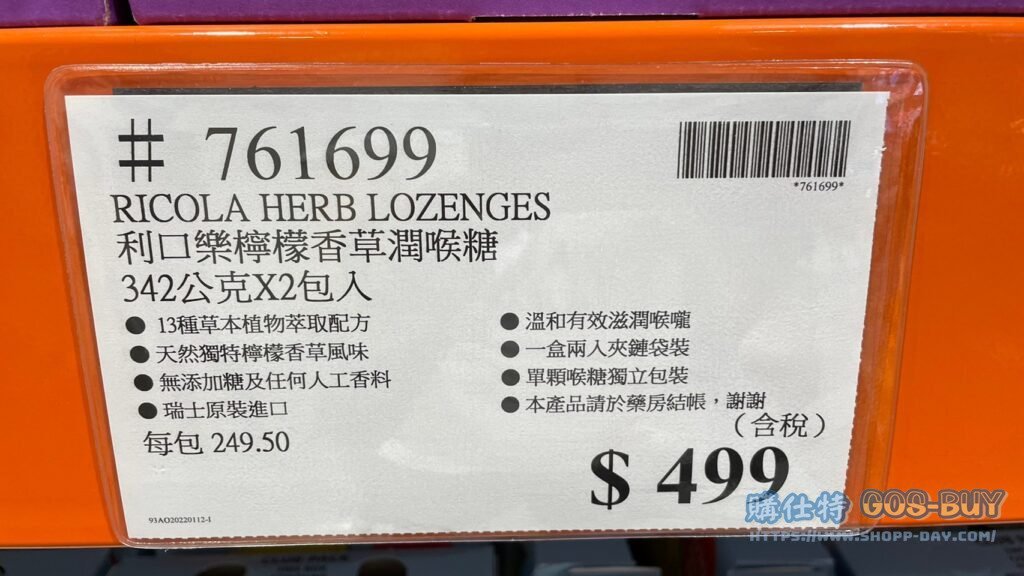 # 761699
*761699*
RICOLA HERB LOZENGES
利口樂檸檬香草潤喉糖
342公克X2包入
● 13種草本植物萃取配方
● 天然獨特檸檬香草風味
● 無添加糖及任何人工香料
● 瑞士原裝進口
● 溫和有效滋潤喉嚨
● 一盒兩入夾鏈袋裝
● 單顆喉糖獨立包裝
● 本產品請於藥房結帳，謝謝
每包 249.50
（含稅）
$ 499
93AO20220112-1
購仕特 GOS-BUY
HTTPS://WWW.SHOPP-DAY.COM/